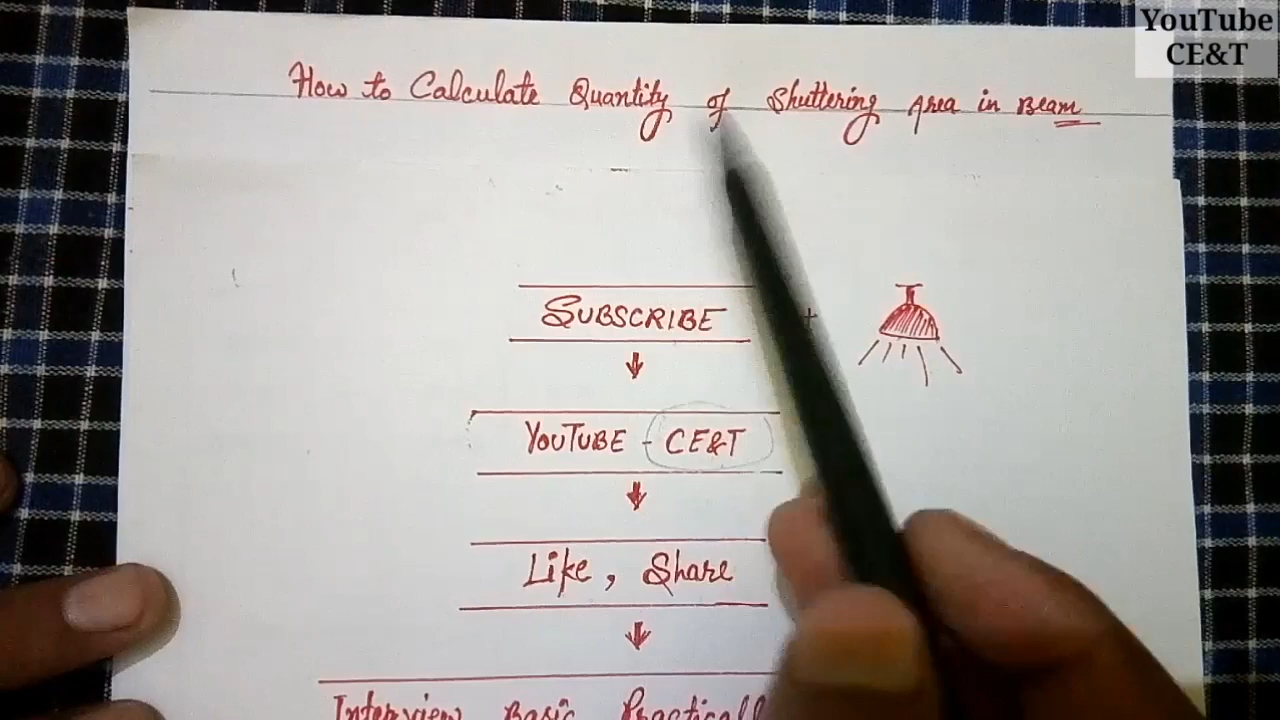 YouTube
CE&T
How to Calculate Quantity of Shuttering Area in Beam
SUBSCRIBE +
YOUTUBE - CE&T
Like, Share
Interview Basic Practical